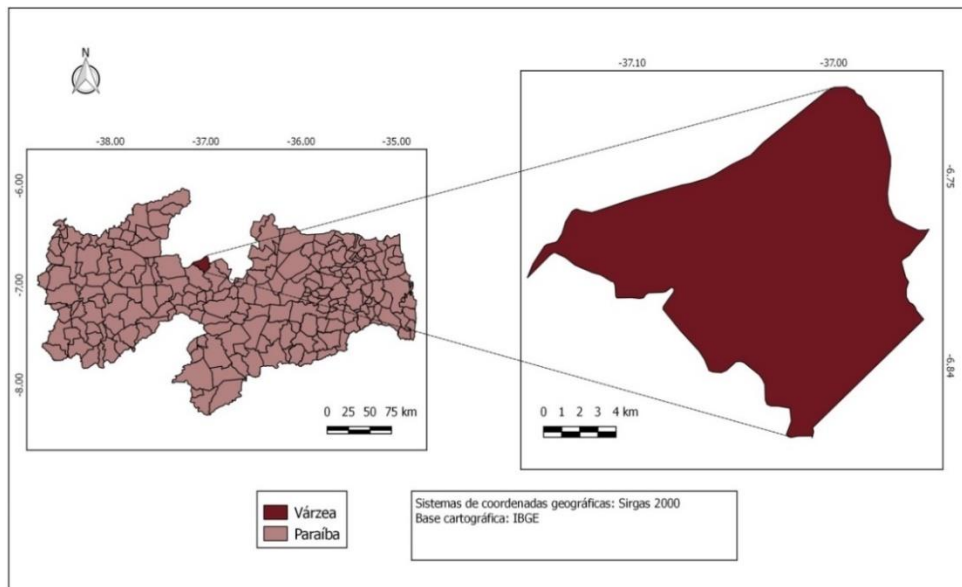 N
-37.10 -37.00
-38.00 -37.00 -36.00 -35.00
-6.00
-7.00
-8.00
-6.75
-6.84
0 25 50 75 km
0 1 2 3 4 km
Várzea
Paraíba
Sistemas de coordenadas geográficas: Sirgas 2000
Base cartográfica: IBGE